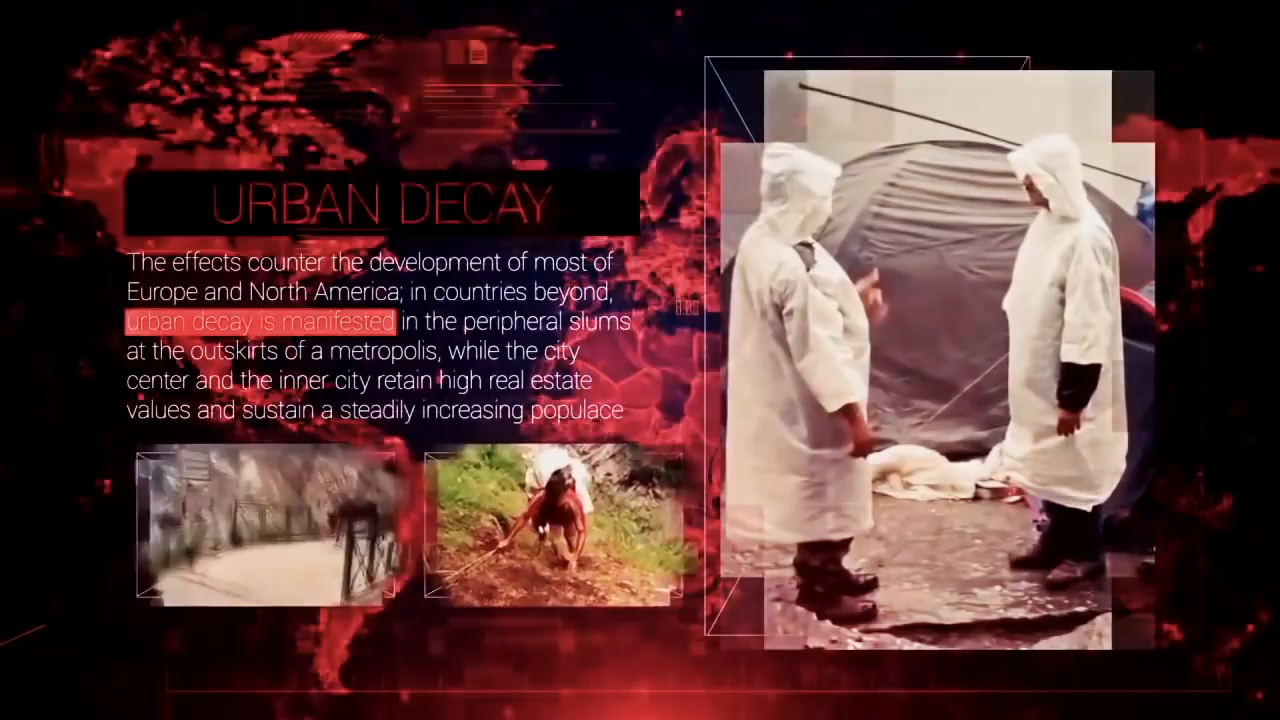 URBAN DECAY
The effects counter the development of most of
Europe and North America; in countries beyond,
urban decay is manifested in the peripheral slums
at the outskirts of a metropolis, while the city
center and the inner city retain high real estate
values and sustain a steadily increasing populace